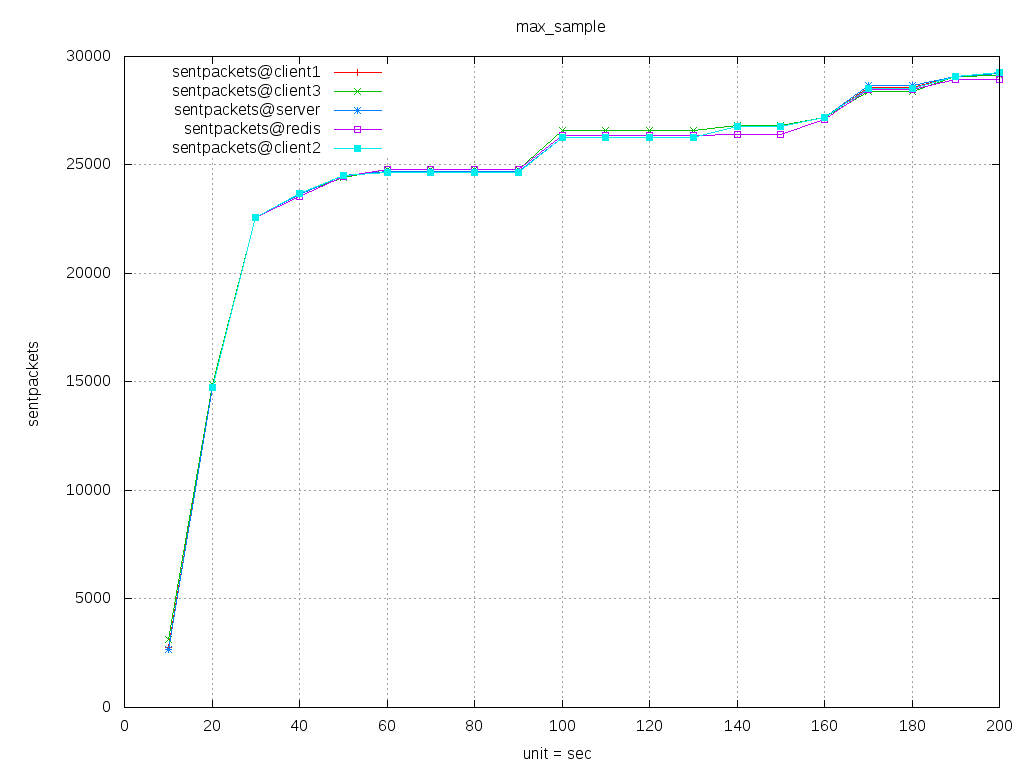 max_sample
30000
25000
20000
15000
10000
5000
0
sentpackets
sentpackets@client1
sentpackets@client3
sentpackets@server
sentpackets@redis
sentpackets@client2
0 20 40 60 80 100 120 140 160 180 200
unit = sec